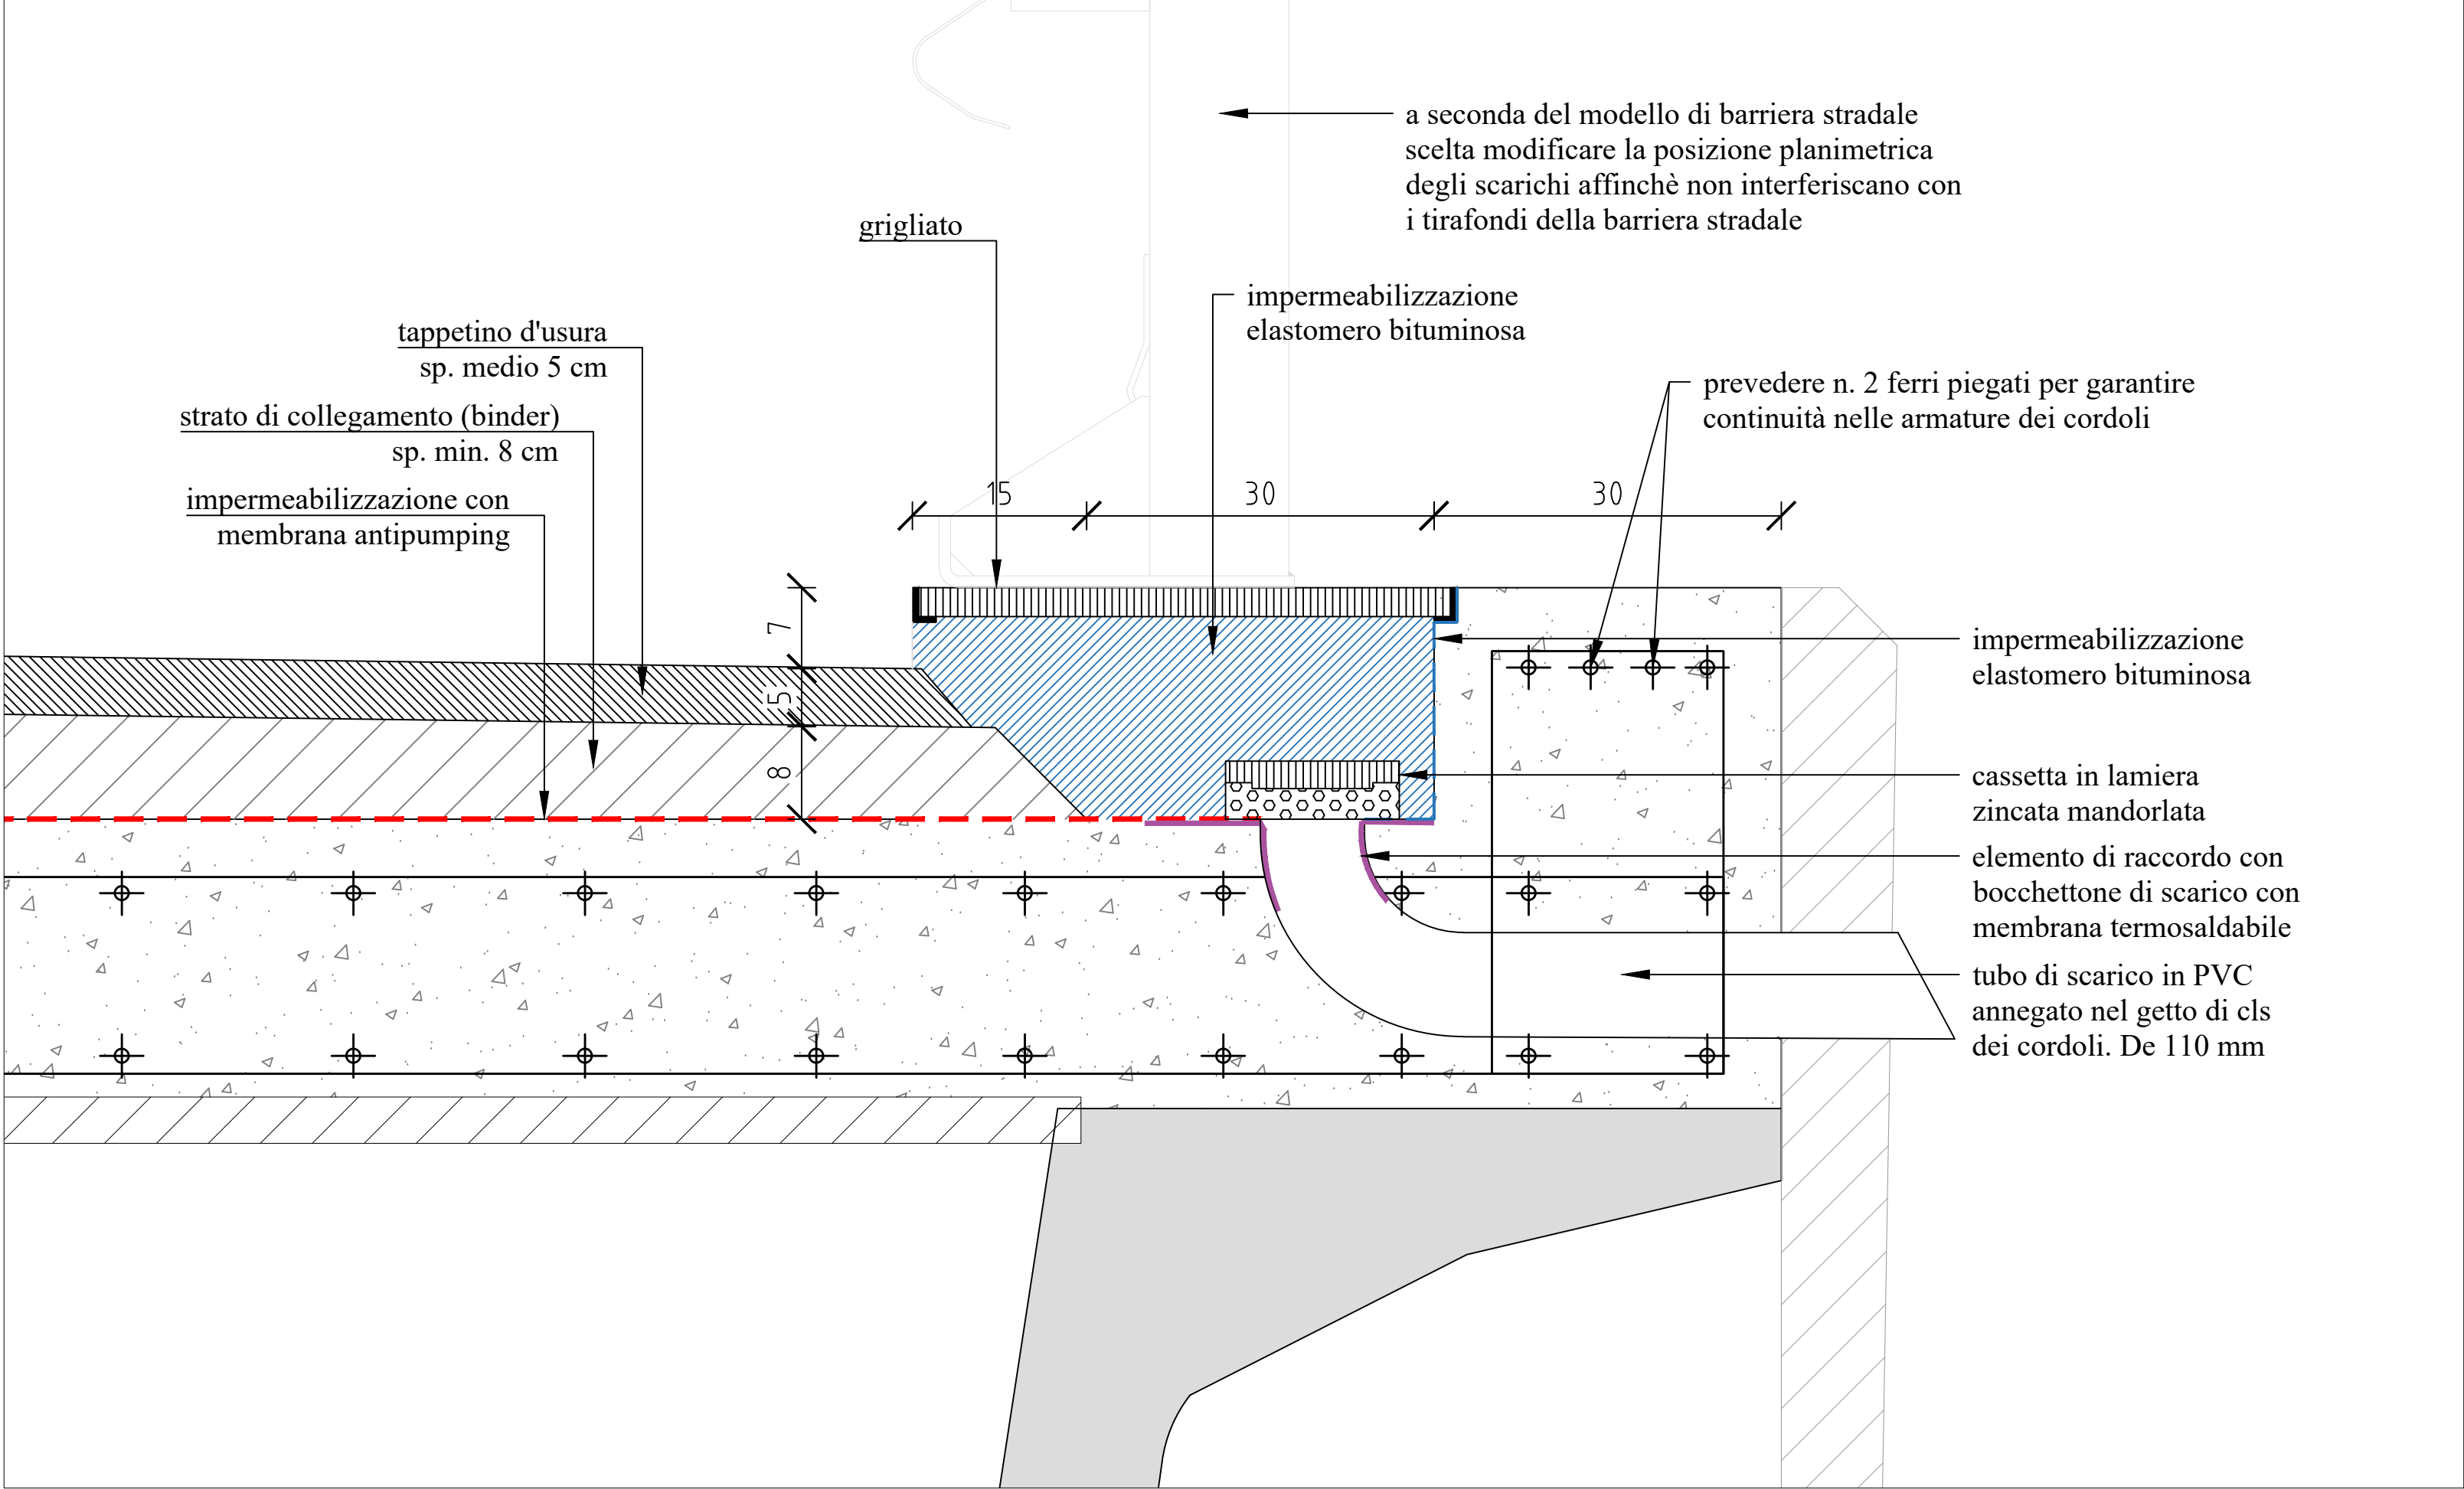 a seconda del modello di barriera stradale
scelta modificare la posizione planimetrica
degli scarichi affinchè non interferiscano con
i tirafondi della barriera stradale
grigliato
impermeabilizzazione
elastomero bituminosa
tappetino d'usura
sp. medio 5 cm
strato di collegamento (binder)
sp. min. 8 cm
impermeabilizzazione con
membrana antipumping
prevedere n. 2 ferri piegati per garantire
continuità nelle armature dei cordoli
15
30
30
7
5
8
impermeabilizzazione
elastomero bituminosa
cassetta in lamiera
zincata mandorlata
elemento di raccordo con
bocchettone di scarico con
membrana termosaldabile
tubo di scarico in PVC
annegato nel getto di cls
dei cordoli. De 110 mm